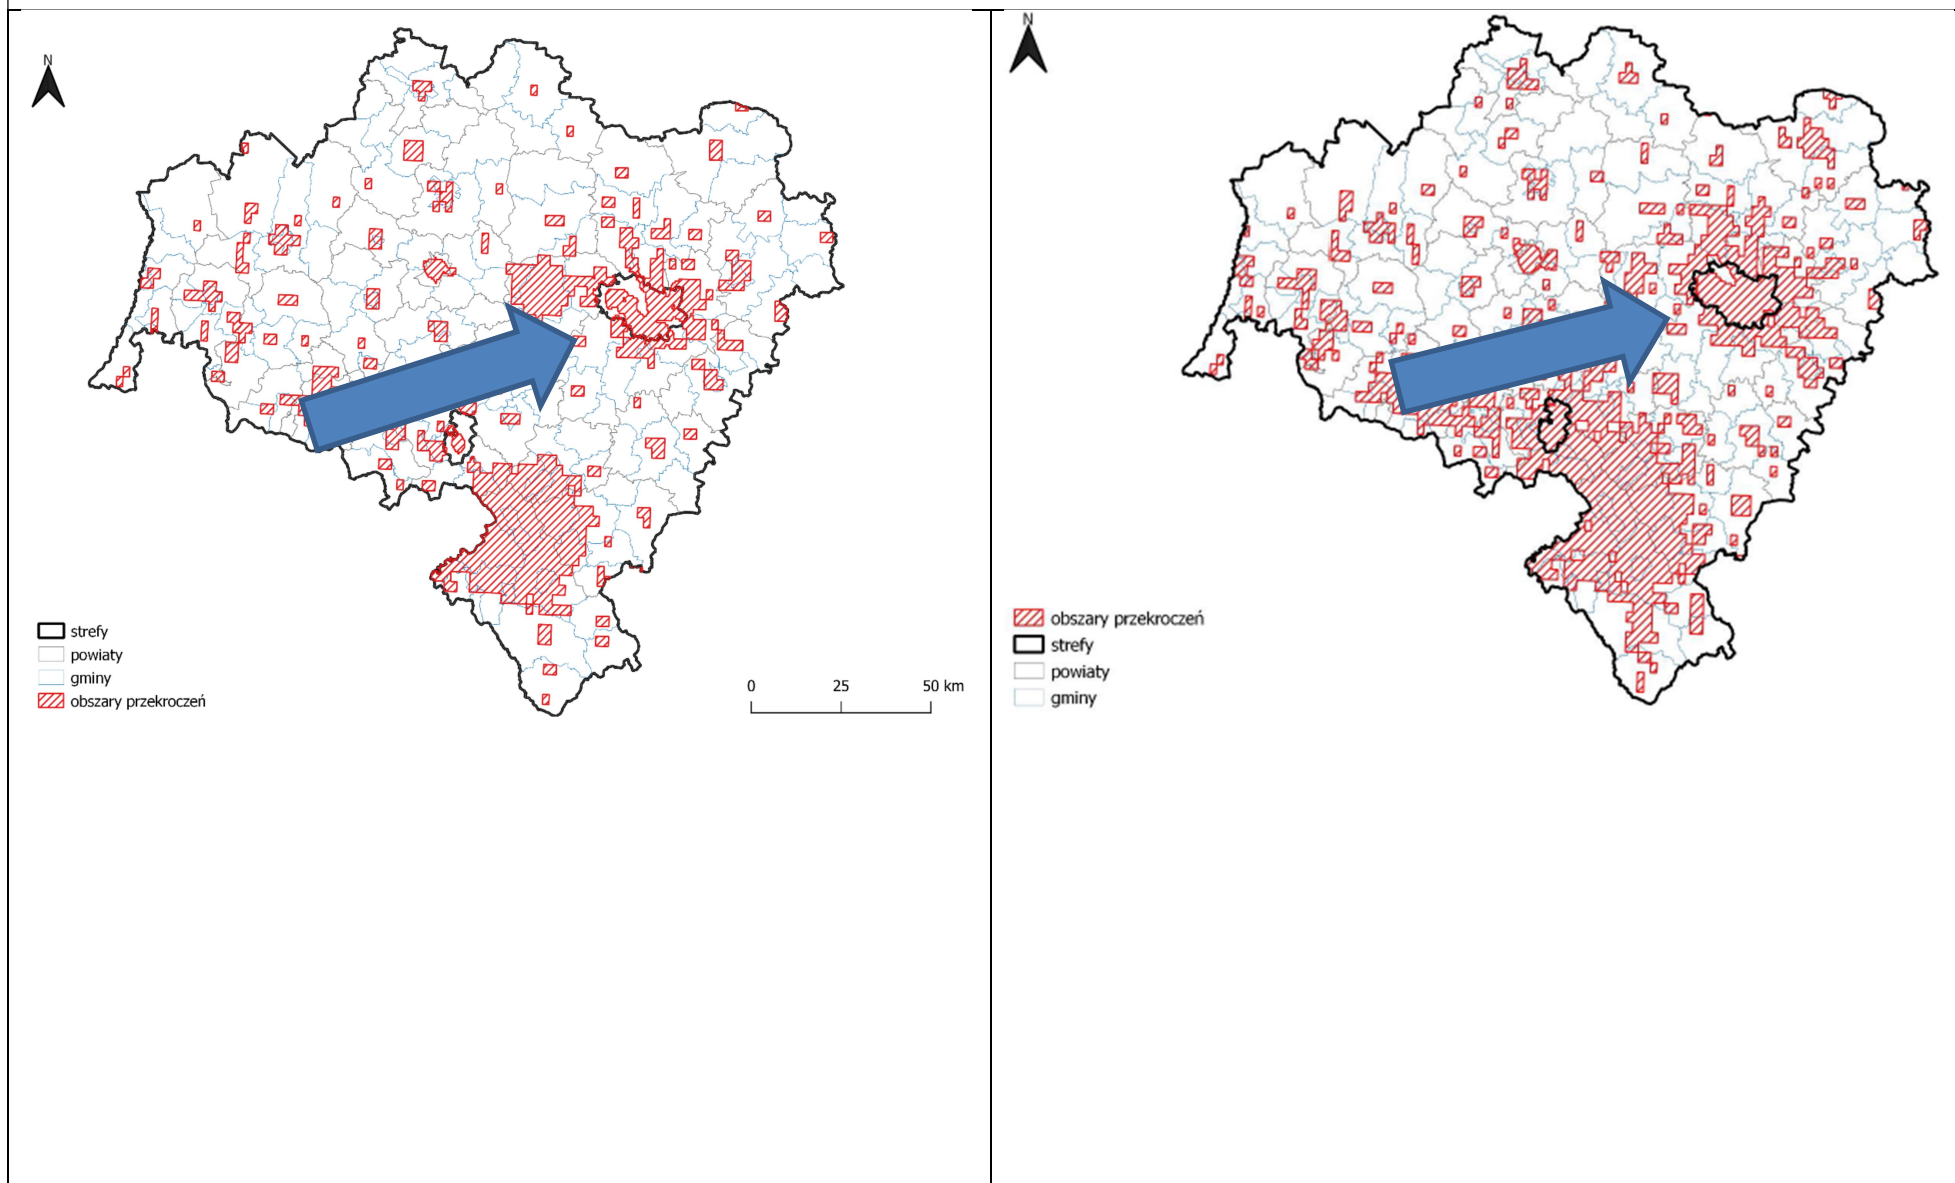 N
strefy
powiaty
gminy
obszary przekroczeń
0 25 50 km
N
obszary przekroczeń
strefy
powiaty
gminy